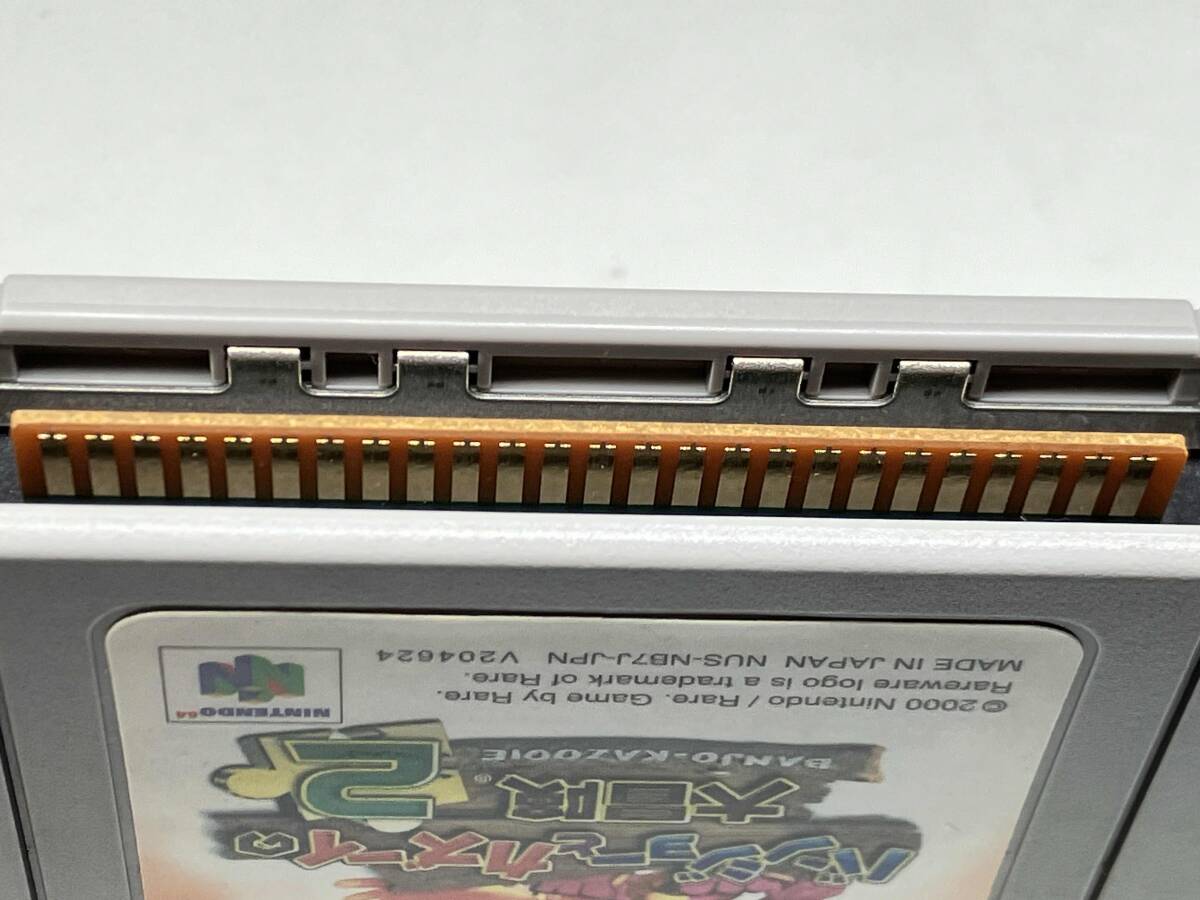 バンジョーとカズーイの
大冒険®2
BANJO-KAZOOIE
©2000 Nintendo / Rare. Game by Rare.
Rareware logo is a trademark of Rare.
MADE IN JAPAN NUS-NB7J-JPN V204624
NINTENDO64